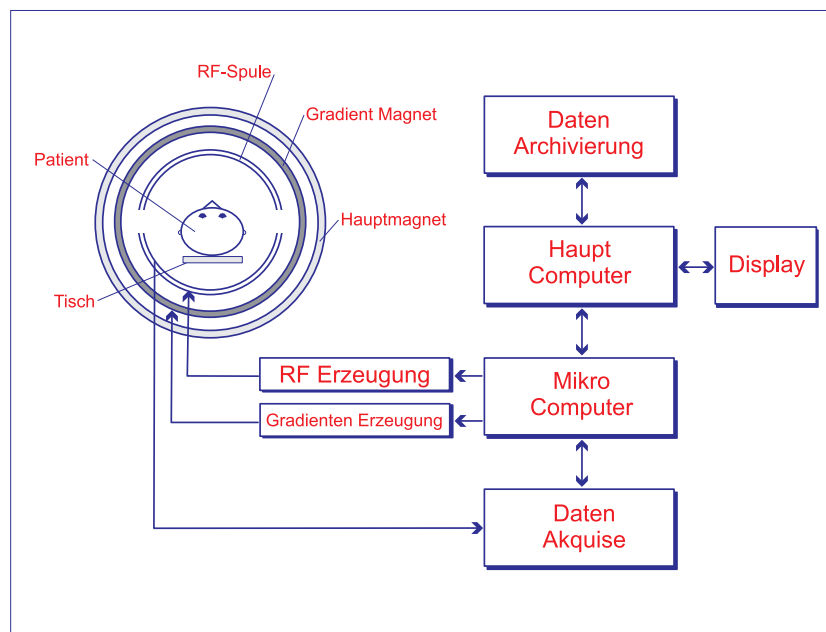 RF-Spule
Gradient Magnet
Patient
Hauptmagnet
Tisch
Daten
Archivierung
Haupt
Computer
Display
RF Erzeugung
Mikro
Computer
Gradienten Erzeugung
Daten
Akquise